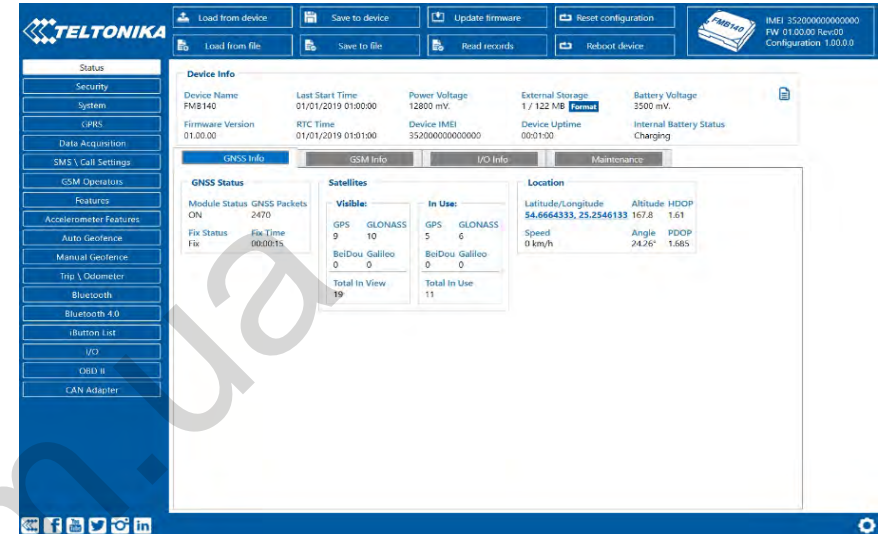 TELTONIKA
Load from device
Save to device
Update firmware
Reset configuration
Load from file
Save to file
Read records
Reboot device
FMB140
IMEI 352000000000000
FW 01.00.00 Rev:00
Configuration 1.00.0.0
Status
Security
System
GPRS
Data Acquisition
SMS \ Call Settings
GSM Operators
Features
Accelerometer Features
Auto Geofence
Manual Geofence
Trip \ Odometer
Bluetooth
Bluetooth 4.0
iButton List
I/O
OBD II
CAN Adapter
Device Info
Device Name Last Start Time Power Voltage External Storage Battery Voltage
FMB140 01/01/2019 01:00:00 12800 mV. 1 / 122 MB Format 3500 mV.
Firmware Version RTC Time Device IMEI Device Uptime Internal Battery Status
01.00.00 01/01/2019 01:01:00 352000000000000 00:01:00 Charging
GNSS Info GSM Info I/O Info Maintenance
GNSS Status
Module Status GNSS Packets
ON 2470
Fix Status Fix Time
Fix 00:00:15
Satellites
Visible:
GPS GLONASS
9 10
BeiDou Galileo
0 0
Total In View
19
In Use:
GPS GLONASS
5 6
BeiDou Galileo
0 0
Total In Use
11
Location
Latitude/Longitude Altitude HDOP
54.6664333, 25.2546133 167.8 1.61
Speed Angle PDOP
0 km/h 24.26° 1.685
m.ua
You Tube
f
in